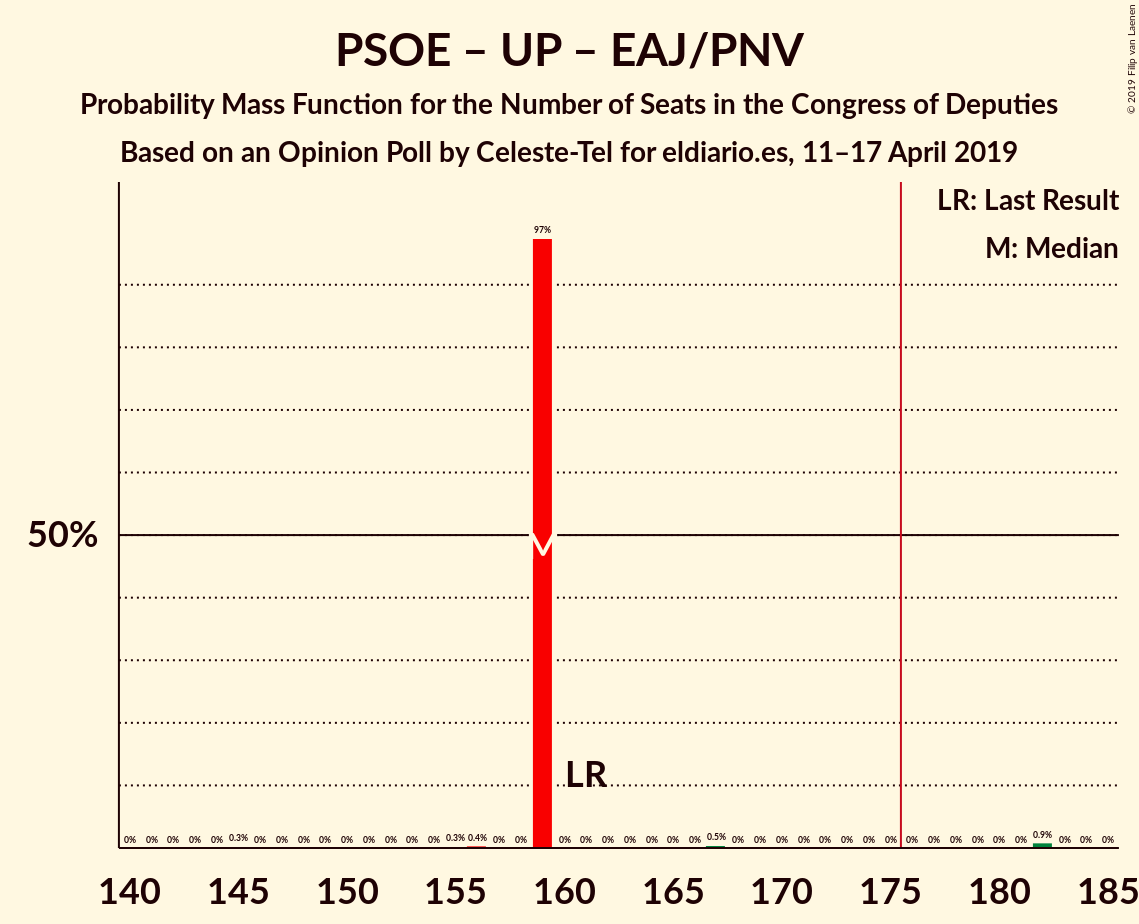 PSOE – UP – EAJ/PNV
Probability Mass Function for the Number of Seats in the Congress of Deputies
Based on an Opinion Poll by Celeste-Tel for eldiario.es, 11–17 April 2019
© 2019 Filip van Laenen
LR: Last Result
M: Median
97%
50%
LR
0% 0% 0% 0% 0% 0.3% 0% 0% 0% 0% 0% 0% 0% 0% 0% 0.3% 0.4% 0% 0% 0% 0% 0% 0% 0% 0% 0% 0.5% 0% 0% 0% 0% 0% 0% 0% 0% 0% 0% 0% 0% 0% 0% 0.9% 0% 0% 0%
140 145 150 155 160 165 170 175 180 185